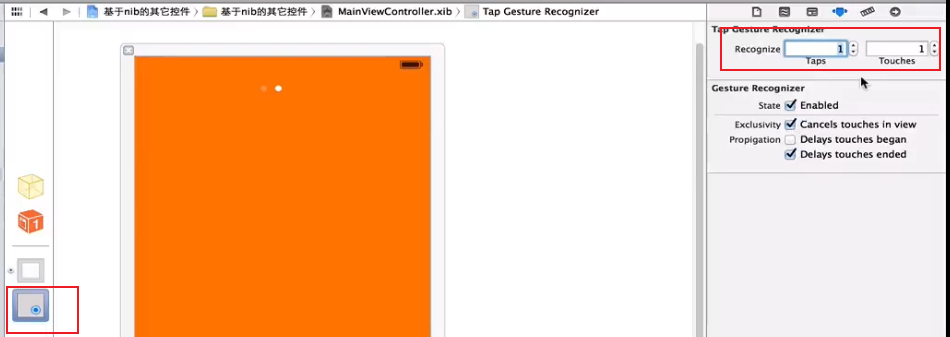 基于nib的其它控件 〉 基于nib的其它控件 〉 MainViewController.xib 〉 Tap Gesture Recognizer
Tap Gesture Recognizer
Recognize 1 1
Taps Touches
Gesture Recognizer
State Enabled
Exclusivity Cancels touches in view
Propigation Delays touches began
Delays touches ended
1